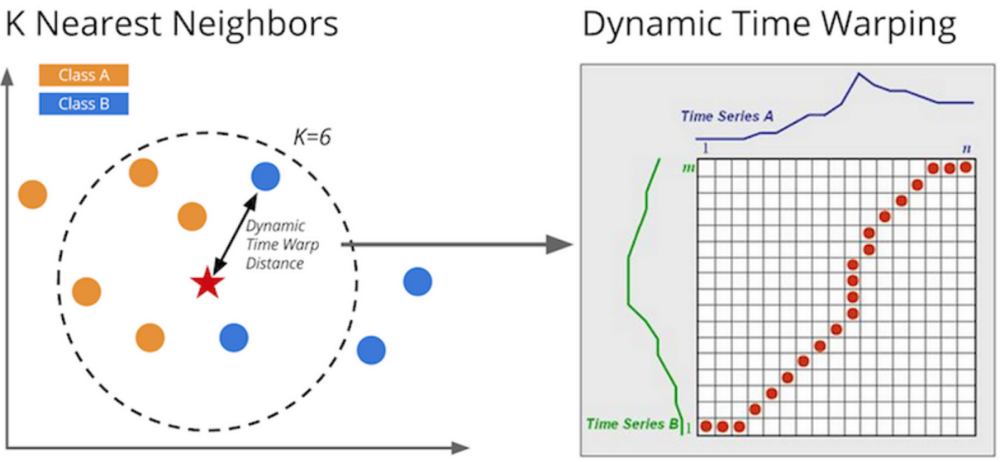 K Nearest Neighbors
Class A
Class B
K=6
Dynamic
Time Warp
Distance
Dynamic Time Warping
Time Series A
1
n
m
Time Series B
1